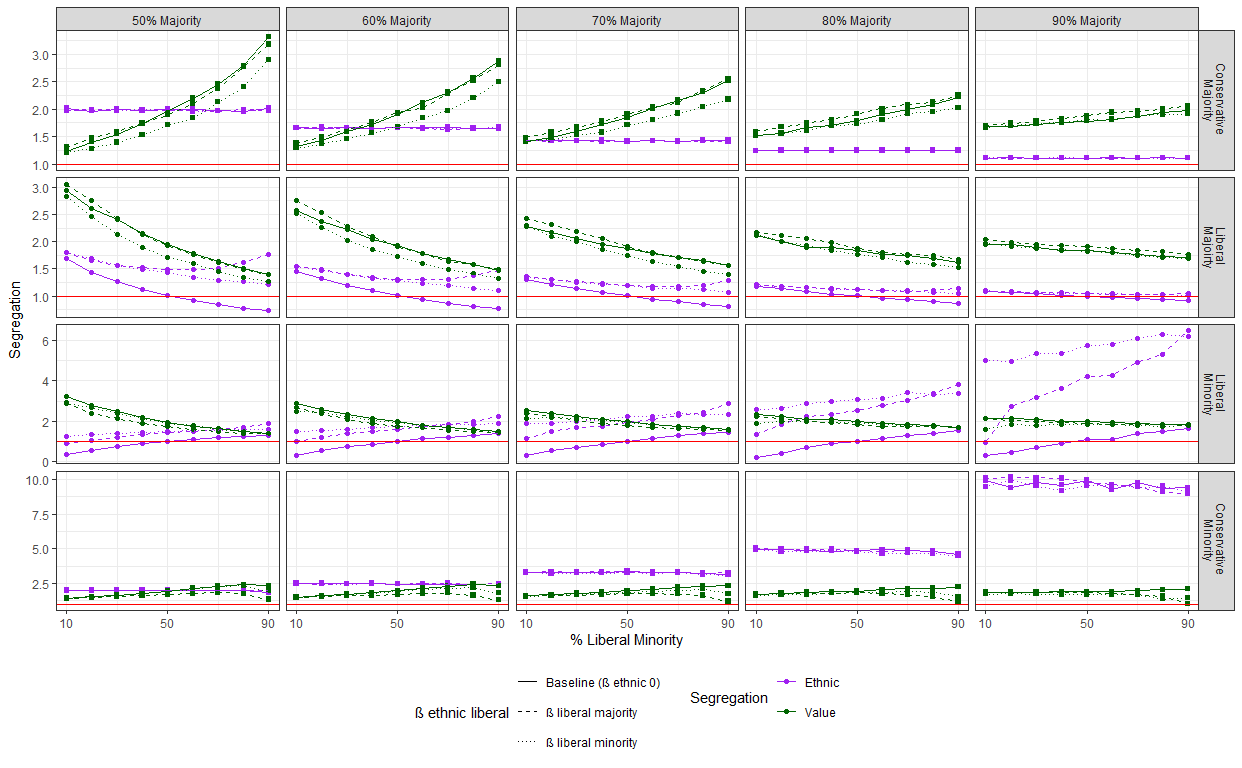 50% Majority
60% Majority
70% Majority
80% Majority
90% Majority
3.0
2.5
2.0
1.5
1.0
Conservative
Majority
3.0
2.5
2.0
1.5
1.0
Liberal
Majority
6
4
2
0
Liberal
Minority
10.0
7.5
5.0
2.5
Conservative
Minority
Segregation
10 50 90 10 50 90 10 50 90 10 50 90 10 50 90
% Liberal Minority
ß ethnic liberal
Baseline (ß ethnic 0)
ß liberal majority
ß liberal minority
Segregation
Ethnic
Value